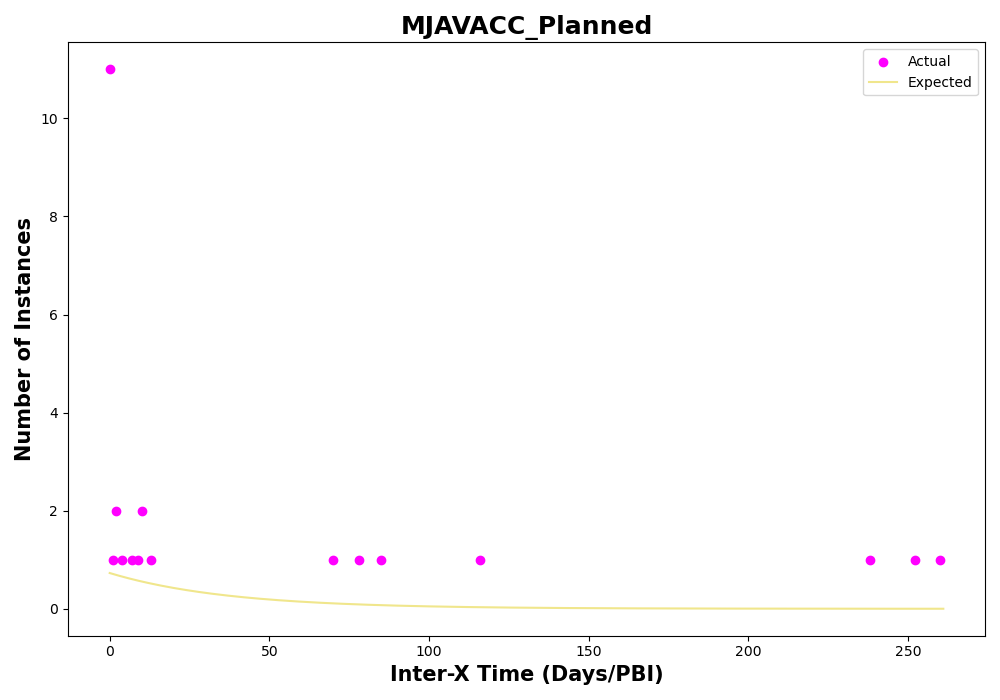 MJAVACC_Planned
Actual
Expected
10
8
6
4
2
0
Number of Instances
0 50 100 150 200 250
Inter-X Time (Days/PBI)